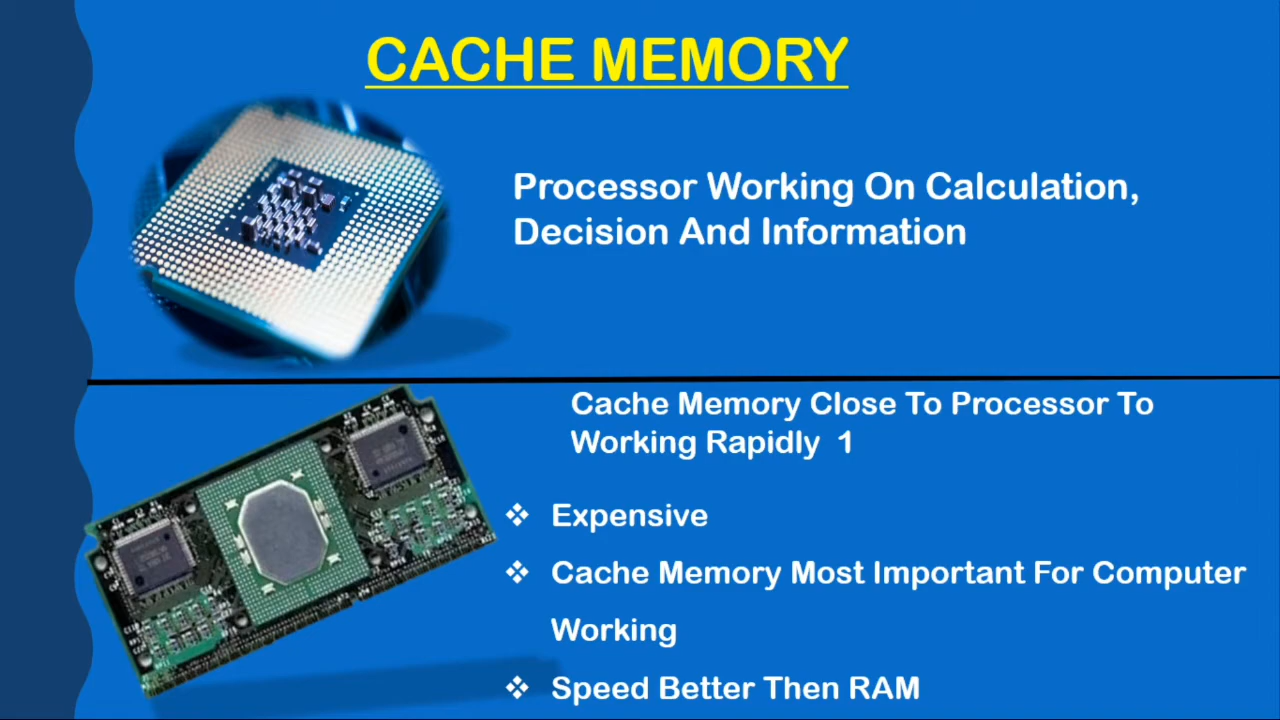 CACHE MEMORY
Processor Working On Calculation,
Decision And Information
Cache Memory Close To Processor To
Working Rapidly 1
❖ Expensive
❖ Cache Memory Most Important For Computer
Working
❖ Speed Better Then RAM